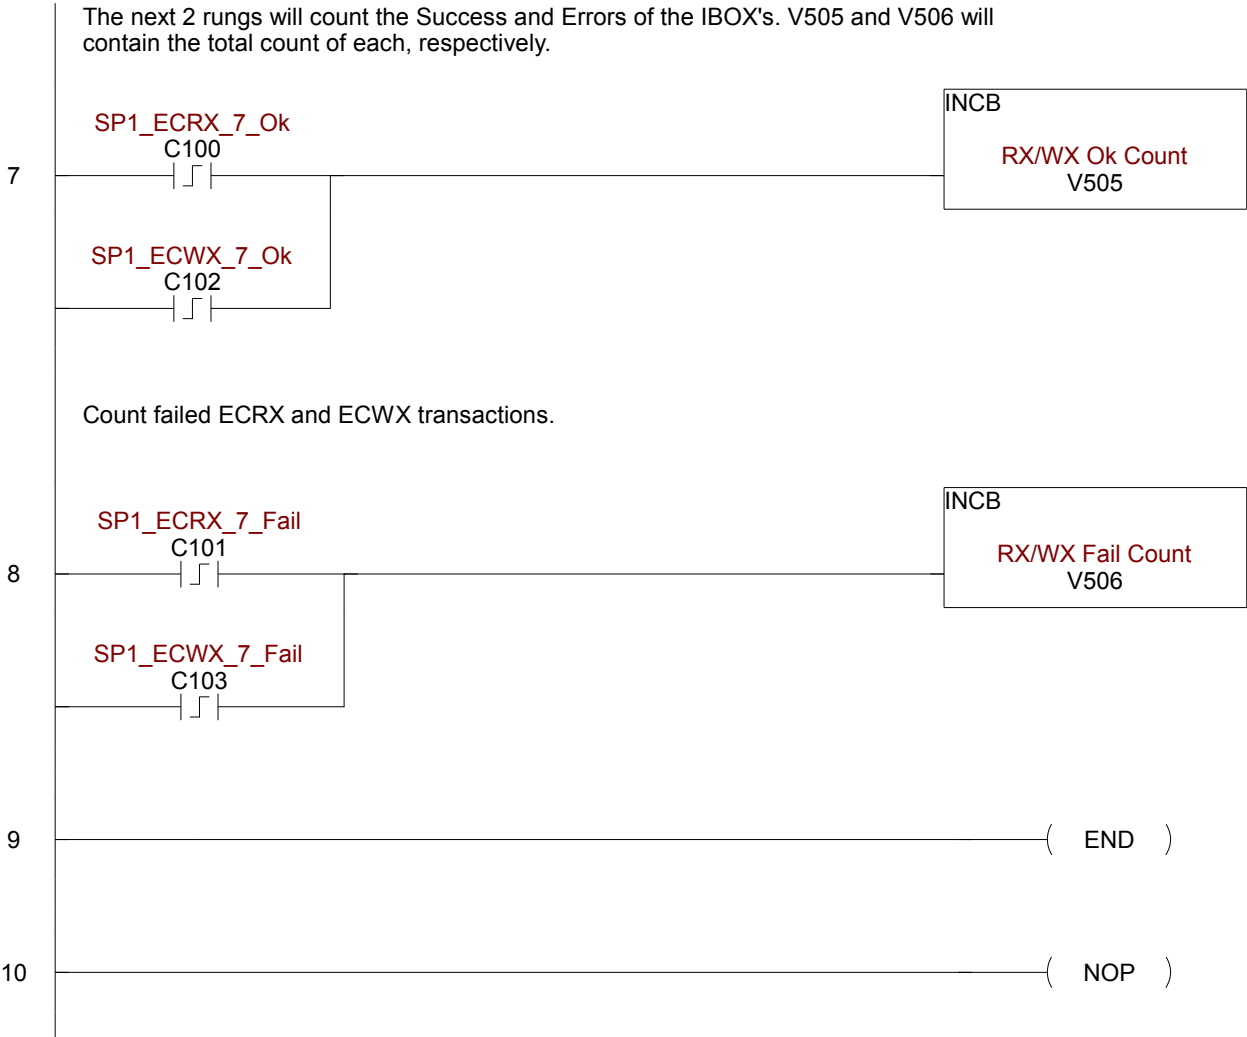 The next 2 rungs will count the Success and Errors of the IBOX's. V505 and V506 will
contain the total count of each, respectively.
INCB
SP1_ECRX_7_Ok
C100
RX/WX Ok Count
V505
7
SP1_ECWX_7_Ok
C102
Count failed ECRX and ECWX transactions.
INCB
SP1_ECRX_7_Fail
C101
RX/WX Fail Count
V506
8
SP1_ECWX_7_Fail
C103
9
END
10
NOP